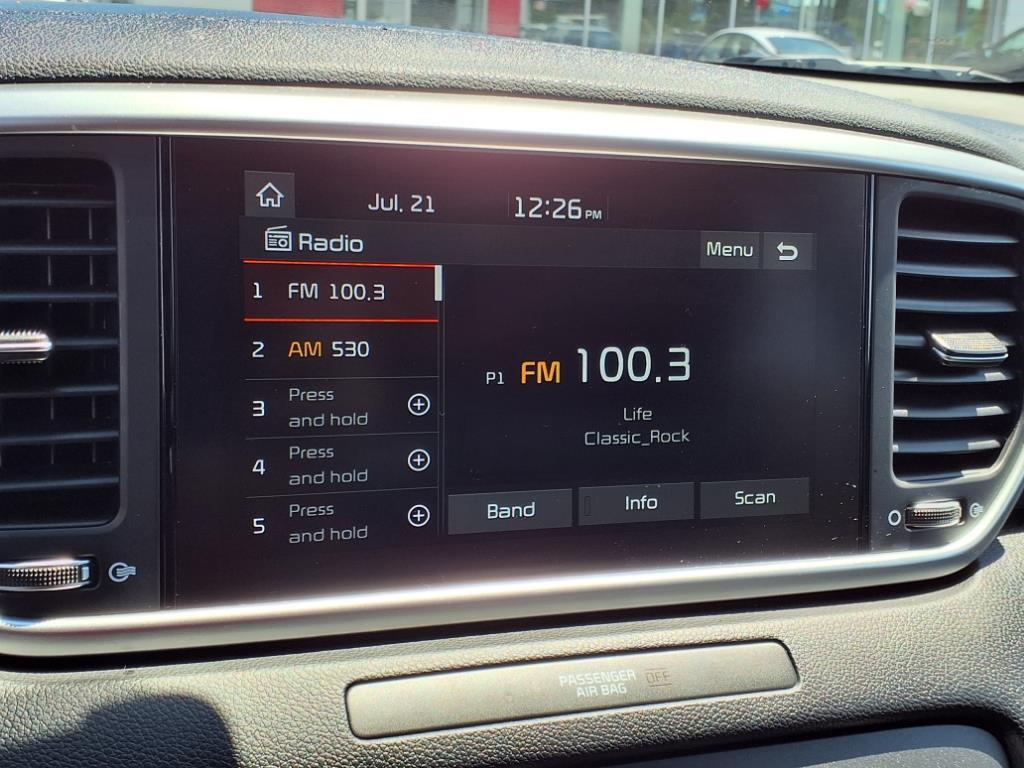 Jul. 21
12:26 PM
Radio
Menu
1 FM 100.3
2 AM 530
3 Press
and hold
4 Press
and hold
5 Press
and hold
P1 FM 100.3
Life
Classic_Rock
Band
Info
Scan
PASSENGER
AIR BAG
OFF